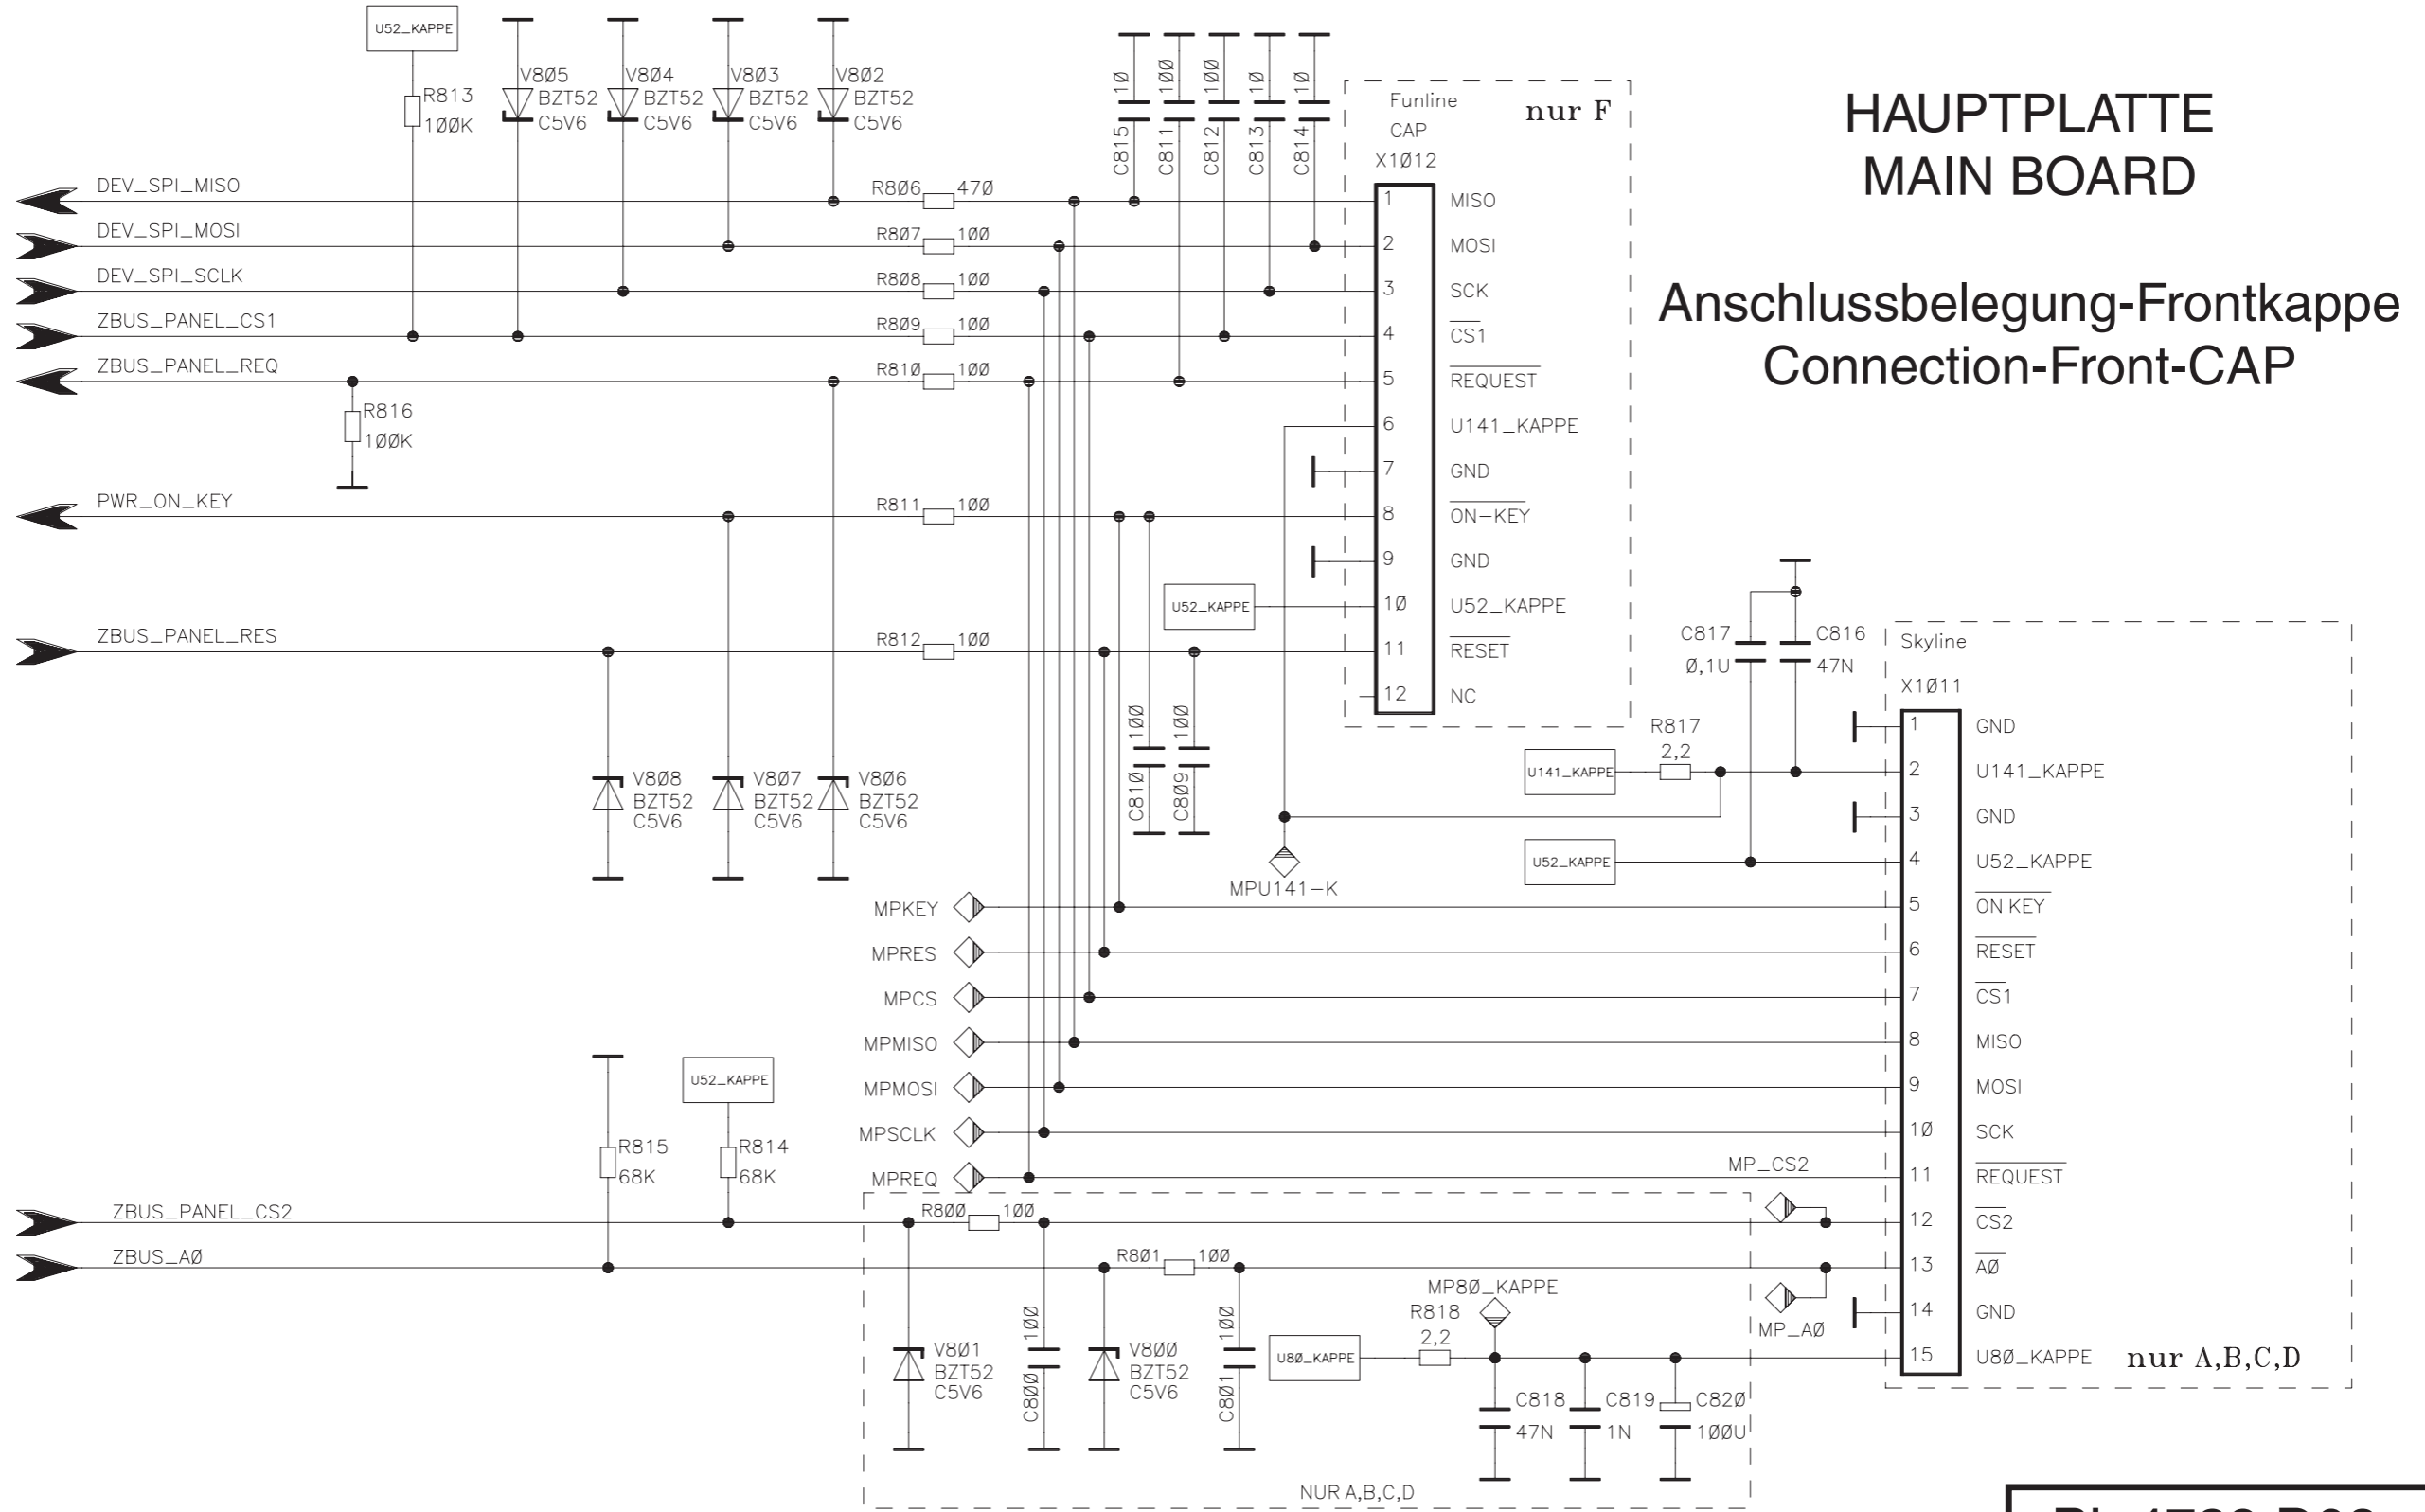 HAUPTPLATTE
MAIN BOARD
Anschlussbelegung-Frontkappe
Connection-Front-CAP
U52_KAPPE
R813
1ØØK
V8Ø5
BZT52
C5V6
V8Ø4
BZT52
C5V6
V8Ø3
BZT52
C5V6
V8Ø2
BZT52
C5V6
C815 1Ø
C811 1ØØ
C812 1ØØ
C813 1Ø
C814 1Ø
Funline
CAP
X1Ø12
nur F
DEV_SPI_MISO
R8Ø6 47Ø
1 MISO
DEV_SPI_MOSI
R8Ø7 1ØØ
2 MOSI
DEV_SPI_SCLK
R8Ø8 1ØØ
3 SCK
ZBUS_PANEL_CS1
R8Ø9 1ØØ
4 CS1
ZBUS_PANEL_REQ
R81Ø 1ØØ
5 REQUEST
R816
1ØØK
6 U141_KAPPE
7 GND
PWR_ON_KEY
R811 1ØØ
8 ON-KEY
9 GND
U52_KAPPE
1Ø U52_KAPPE
ZBUS_PANEL_RES
R812 1ØØ
11 RESET
12 NC
C81Ø 1ØØ
C8Ø9 1ØØ
V8Ø8
BZT52
C5V6
V8Ø7
BZT52
C5V6
V8Ø6
BZT52
C5V6
MPU141-K
C817
Ø,1U
C816
47N
Skyline
X1Ø11
R817
2,2
U141_KAPPE
U52_KAPPE
1 GND
2 U141_KAPPE
3 GND
4 U52_KAPPE
MPKEY
5 ON KEY
MPRES
6 RESET
MPCS
7 CS1
MPMISO
8 MISO
MPMOSI
9 MOSI
MPSCLK
1Ø SCK
MPREQ
MP_CS2
11 REQUEST
R815
68K
U52_KAPPE
R814
68K
ZBUS_PANEL_CS2
R8ØØ 1ØØ
12 CS2
ZBUS_AØ
R8Ø1 1ØØ
13 AØ
MP_AØ
14 GND
15 U8Ø_KAPPE
nur A,B,C,D
V8Ø1
BZT52
C5V6
C8ØØ 1ØØ
V8ØØ
BZT52
C5V6
C8Ø1 1ØØ
MP8Ø_KAPPE
R818
2,2
U8Ø_KAPPE
C818
47N
C819
1N
C82Ø
1ØØU
NUR A,B,C,D